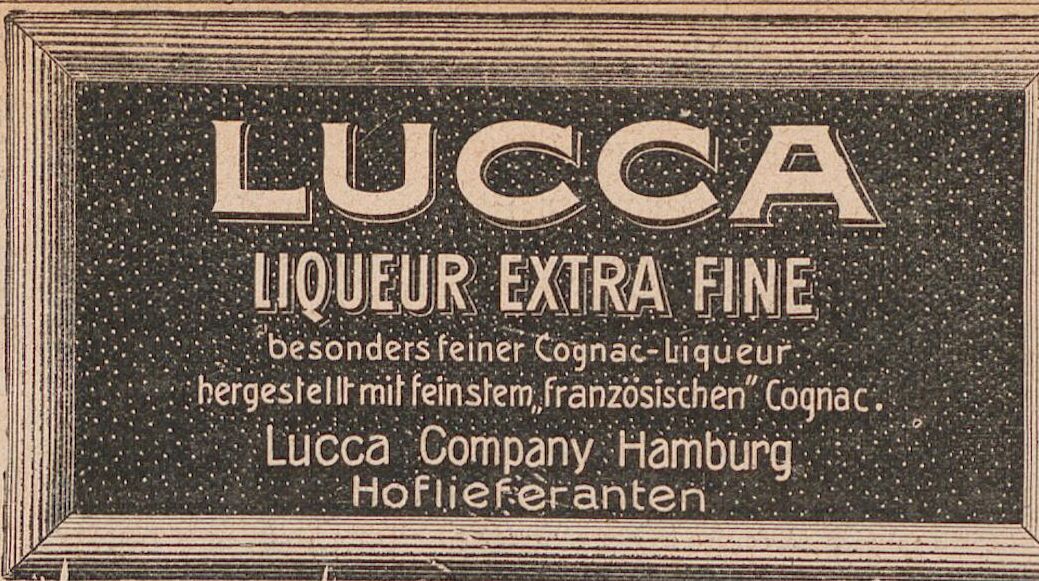 LUCCA
LIQUEUR EXTRA FINE
besonders feiner Cognac-Liqueur
hergestellt mit feinstem „französischen” Cognac.
Lucca Company Hamburg
Hoflieferanten